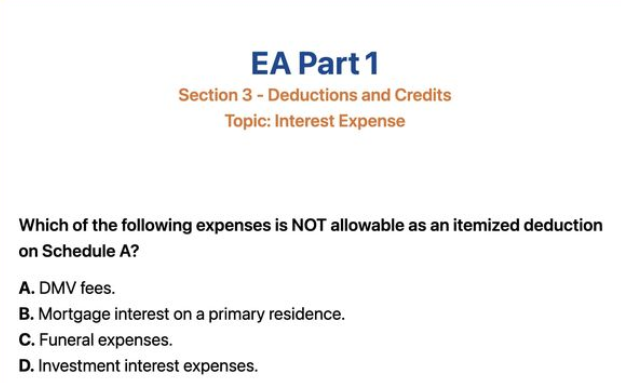 EA Part 1
Section 3 - Deductions and Credits
Topic: Interest Expense
Which of the following expenses is NOT allowable as an itemized deduction
on Schedule A?
A. DMV fees.
B. Mortgage interest on a primary residence.
C. Funeral expenses.
D. Investment interest expenses.